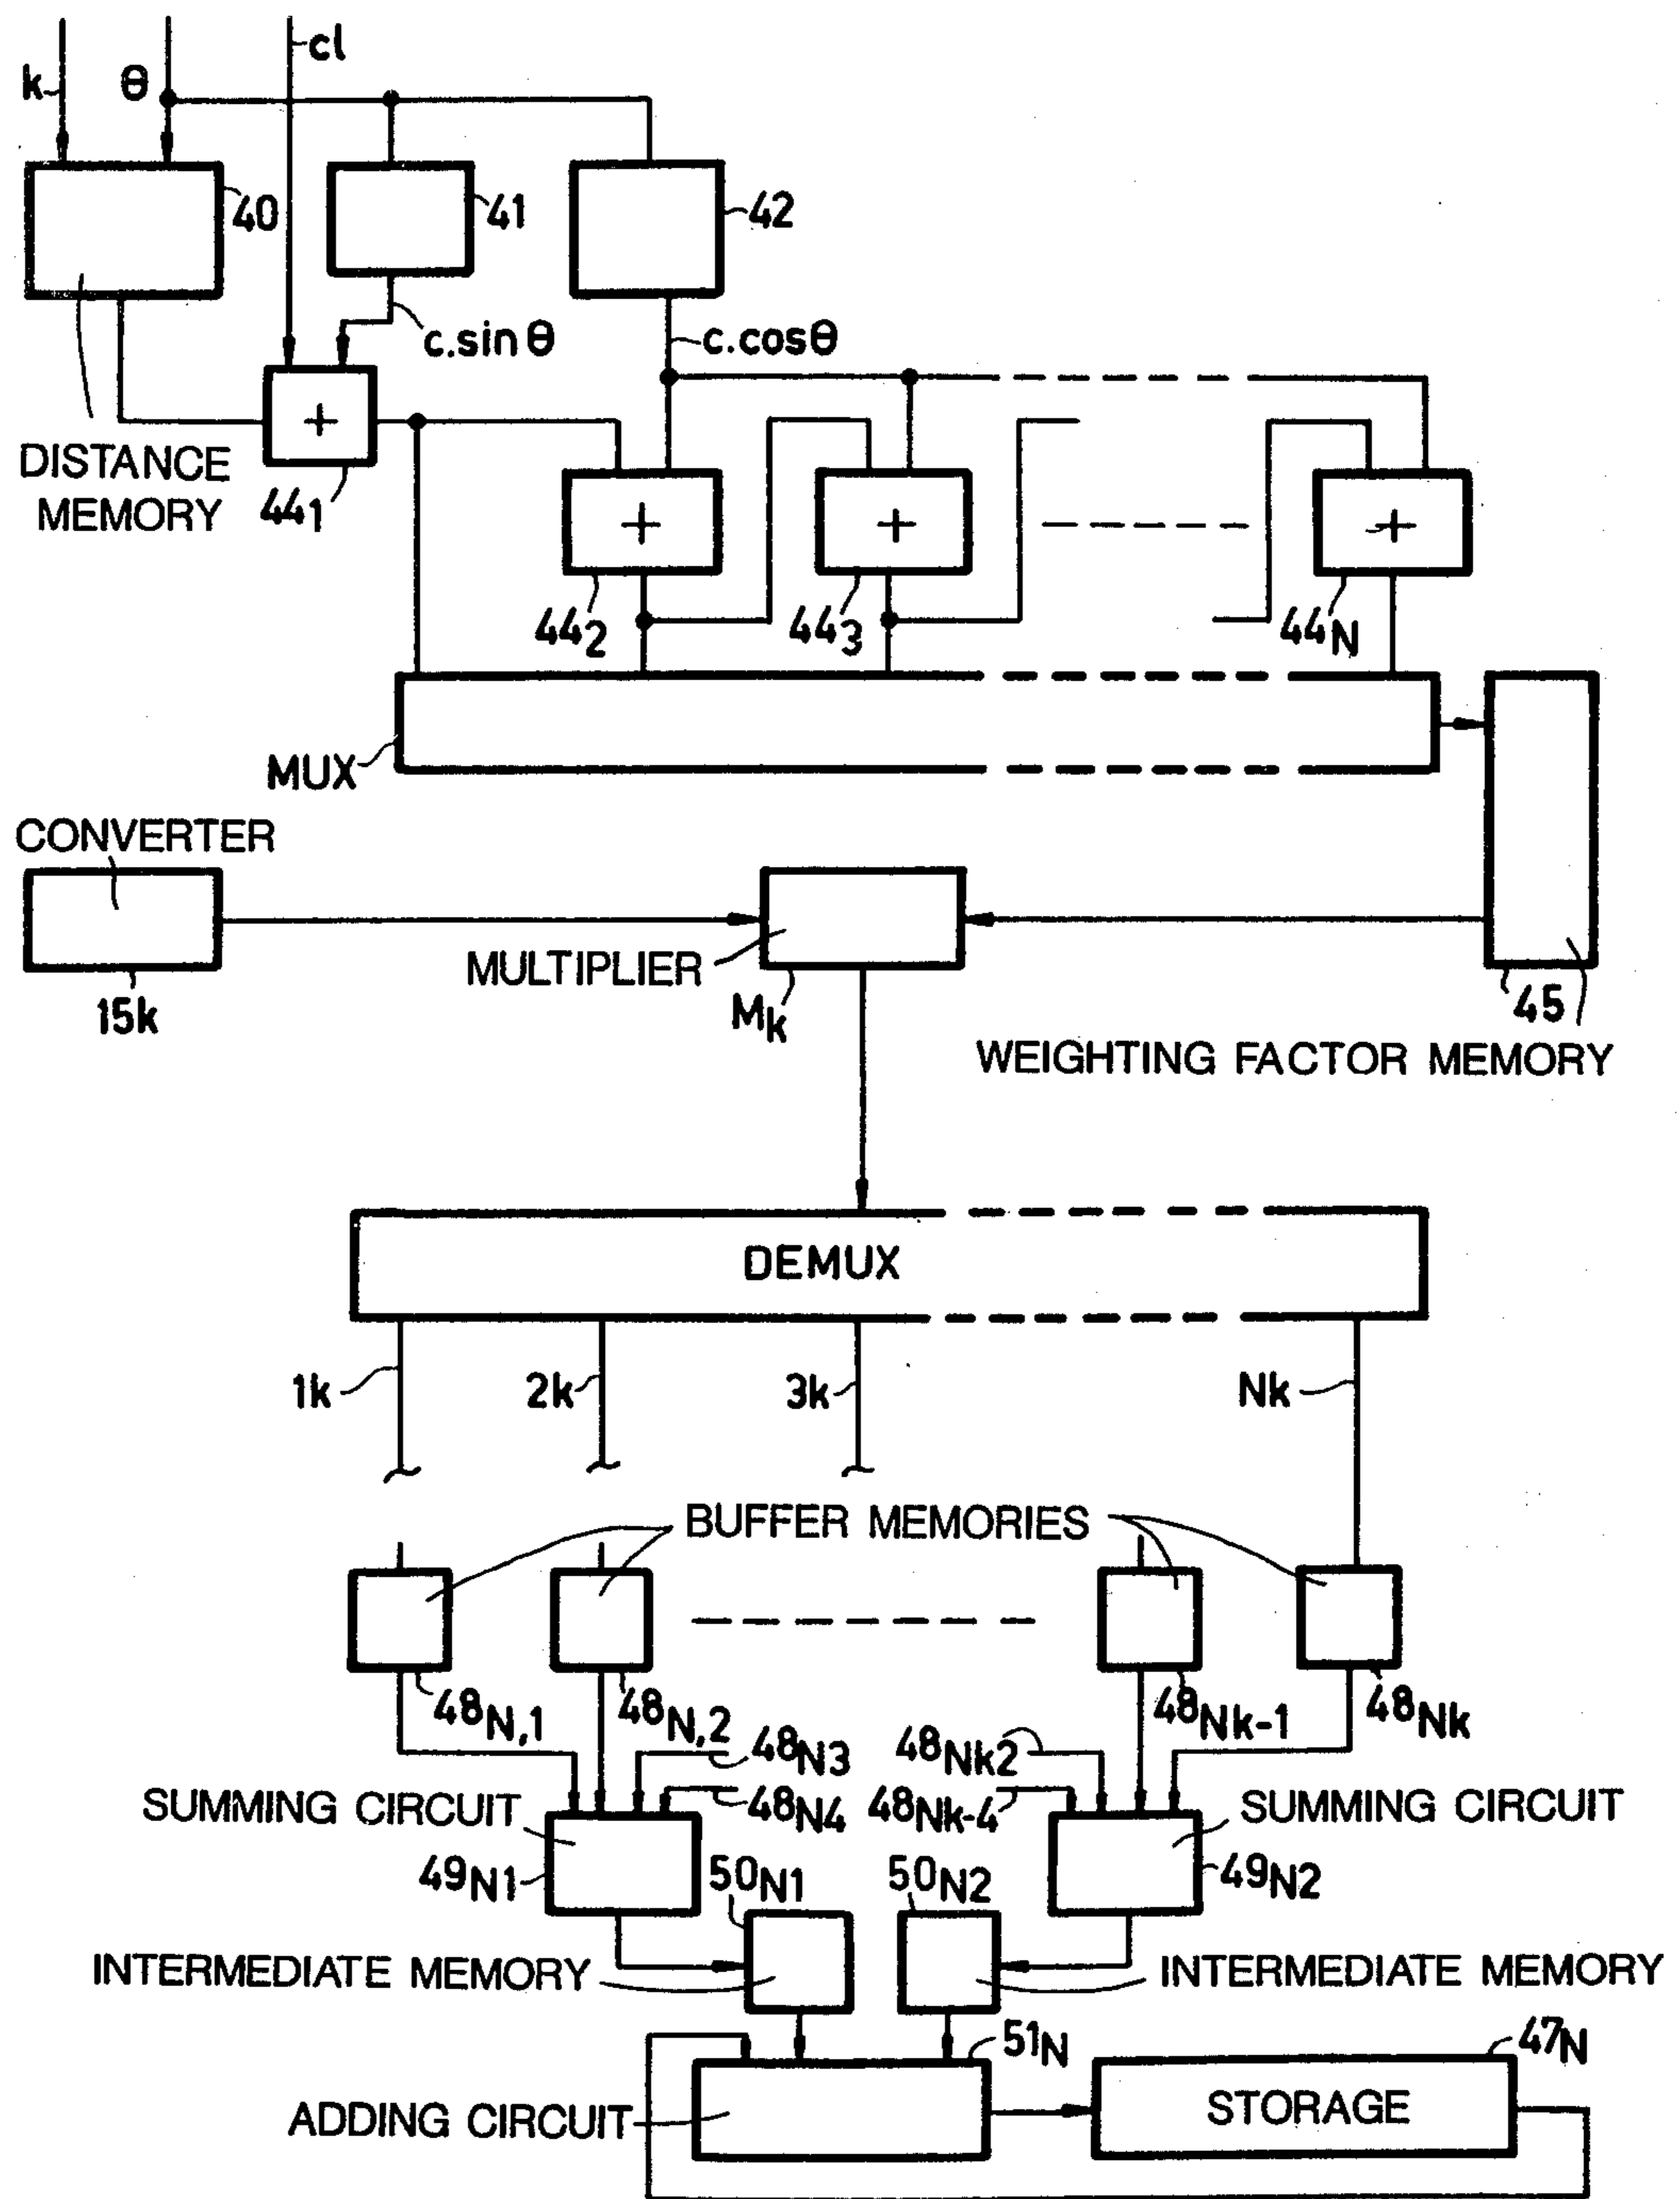 cl
k
θ
40
41
42
c.sin θ
c.cosθ
+
DISTANCE
MEMORY
44₁
+
+
+
44₂
44₃
44N
MUX
CONVERTER
15k
MULTIPLIER
Mk
45
WEIGHTING FACTOR MEMORY
DEMUX
1k
2k
3k
Nk
BUFFER MEMORIES
48N,1
48N,2
48Nk-1
48Nk
48N3
48Nk2
48N4
48Nk-4
SUMMING CIRCUIT
SUMMING CIRCUIT
49N1
50N1
50N2
49N2
INTERMEDIATE MEMORY
INTERMEDIATE MEMORY
51N
47N
ADDING CIRCUIT
STORAGE